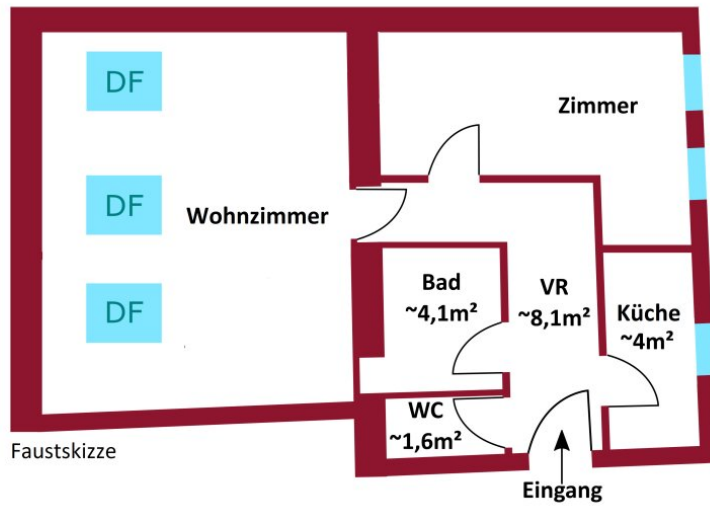 DF
Zimmer
DF
Wohnzimmer
DF
Bad
~4,1m²
VR
~8,1m²
Küche
~4m²
WC
~1,6m²
Faustskizze
Eingang